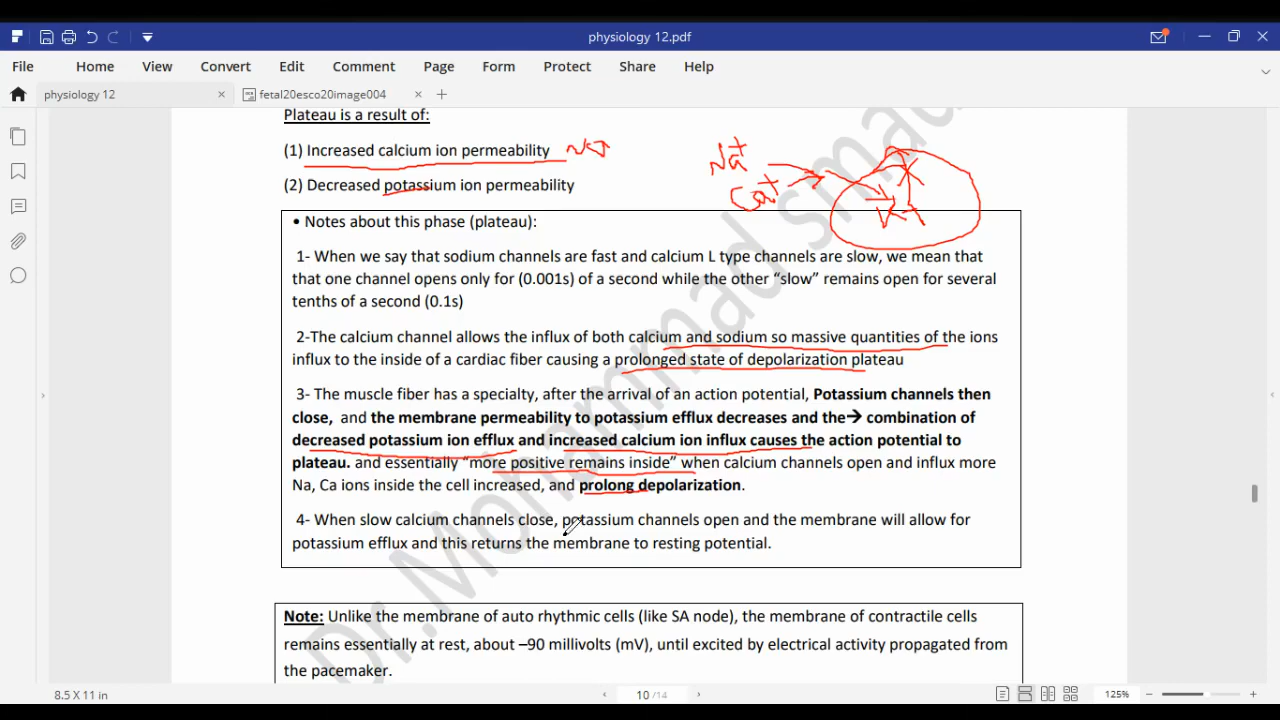 physiology 12.pdf
File Home View Convert Edit Comment Page Form Protect Share Help
physiology 12 fetal20esco20image004
Plateau is a result of:
(1) Increased calcium ion permeability
(2) Decreased potassium ion permeability
Na+
Ca+
K+
• Notes about this phase (plateau):
1- When we say that sodium channels are fast and calcium L type channels are slow, we mean that
that one channel opens only for (0.001s) of a second while the other “slow” remains open for several
tenths of a second (0.1s)
2-The calcium channel allows the influx of both calcium and sodium so massive quantities of the ions
influx to the inside of a cardiac fiber causing a prolonged state of depolarization plateau
3- The muscle fiber has a specialty, after the arrival of an action potential, Potassium channels then
close, and the membrane permeability to potassium efflux decreases and the→ combination of
decreased potassium ion efflux and increased calcium ion influx causes the action potential to
plateau. and essentially “more positive remains inside” when calcium channels open and influx more
Na, Ca ions inside the cell increased, and prolong depolarization.
4- When slow calcium channels close, potassium channels open and the membrane will allow for
potassium efflux and this returns the membrane to resting potential.
Note: Unlike the membrane of auto rhythmic cells (like SA node), the membrane of contractile cells
remains essentially at rest, about –90 millivolts (mV), until excited by electrical activity propagated from
the pacemaker.
Dr.Mohammad smadi
8.5 X 11 in 10 /14 125%